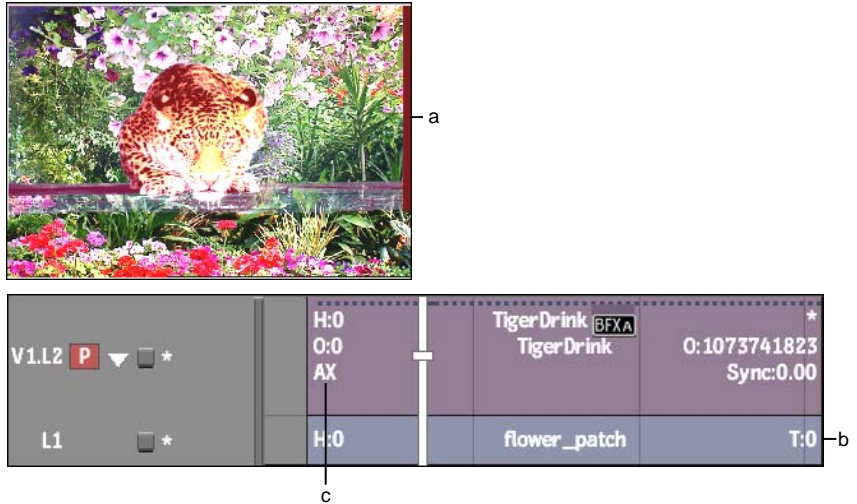 a
H:0 TigerDrink BFXA *
V1.L2 P * O:0 TigerDrink O:1073741823
AX Sync:0.00
L1 * H:0 flower_patch T:0 b
c